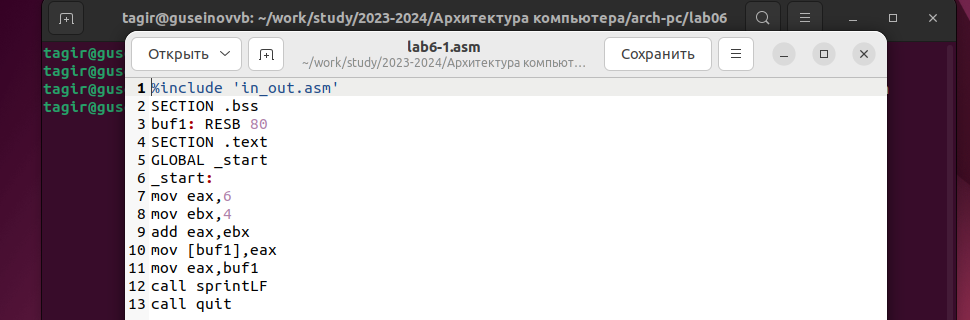 tagir@guseinovvb: ~/work/study/2023-2024/Архитектура компьютера/arch-pc/lab06
tagir@gus
tagir@gus
tagir@gus
tagir@gus
Открыть
lab6-1.asm
~/work/study/2023-2024/Архитектура компьют…
Сохранить
1 %include 'in_out.asm'
2 SECTION .bss
3 buf1: RESB 80
4 SECTION .text
5 GLOBAL _start
6 _start:
7 mov eax,6
8 mov ebx,4
9 add eax,ebx
10 mov [buf1],eax
11 mov eax,buf1
12 call sprintLF
13 call quit